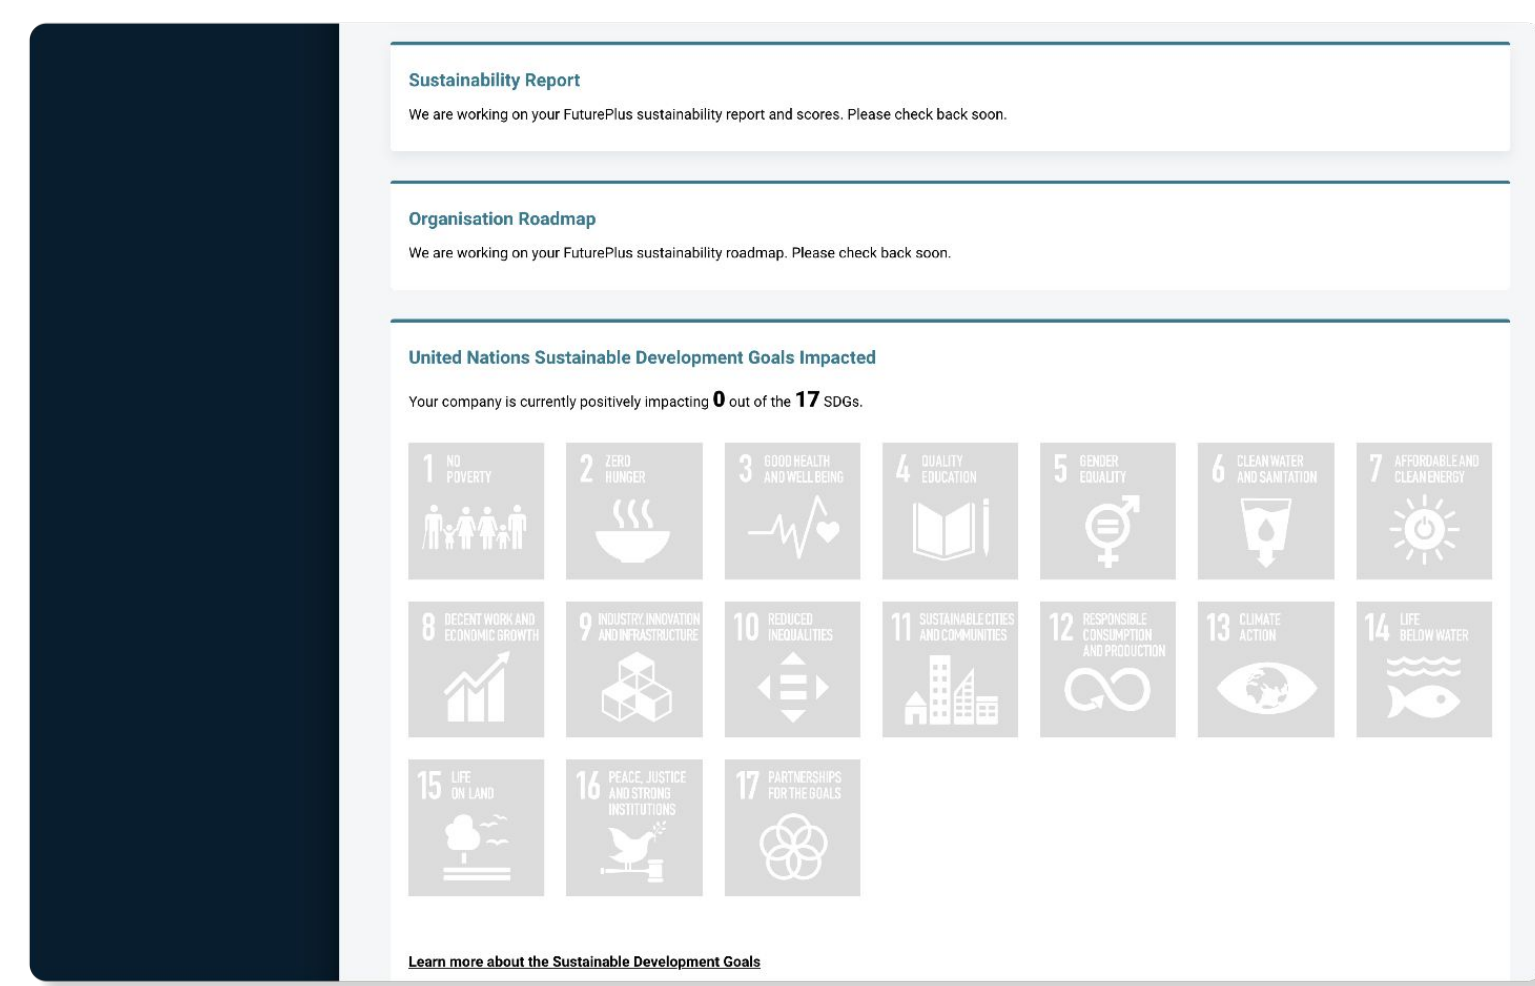 Sustainability Report
We are working on your FuturePlus sustainability report and scores. Please check back soon.
Organisation Roadmap
We are working on your FuturePlus sustainability roadmap. Please check back soon.
United Nations Sustainable Development Goals Impacted
Your company is currently positively impacting 0 out of the 17 SDGs.
1 NO
POVERTY
2 ZERO
HUNGER
3 GOOD HEALTH
AND WELL BEING
4 QUALITY
EDUCATION
5 GENDER
EQUALITY
6 CLEAN WATER
AND SANITATION
7 AFFORDABLE AND
CLEAN ENERGY
8 DECENT WORK AND
ECONOMIC GROWTH
9 INDUSTRY, INNOVATION
AND INFRASTRUCTURE
10 REDUCED
INEQUALITIES
11 SUSTAINABLE CITIES
AND COMMUNITIES
12 RESPONSIBLE
CONSUMPTION
AND PRODUCTION
13 CLIMATE
ACTION
14 LIFE
BELOW WATER
15 LIFE
ON LAND
16 PEACE, JUSTICE
AND STRONG
INSTITUTIONS
17 PARTNERSHIPS
FOR THE GOALS
Learn more about the Sustainable Development Goals